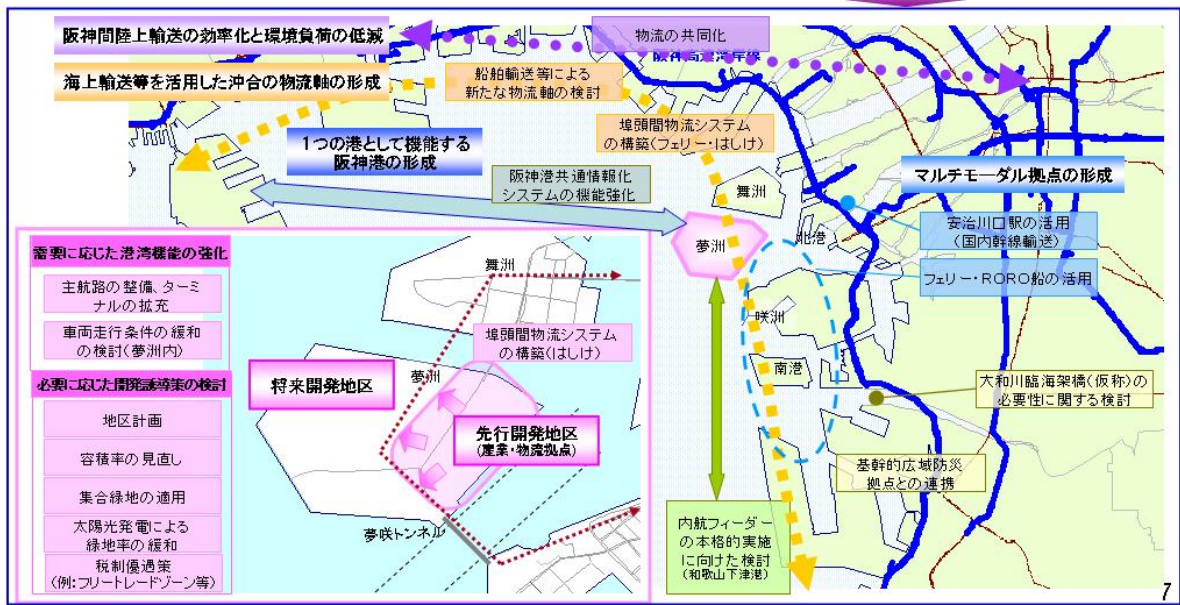 阪神間陸上輸送の効率化と環境負荷の低減
物流の共同化
阪神高速湾岸線
海上輸送等を活用した沖合の物流軸の形成
船舶輸送等による
新たな物流軸の検討
埠頭間物流システム
の構築(フェリー・はしけ)
1つの港として機能する
阪神港の形成
阪神港共通情報化
システムの機能強化
マルチモーダル拠点の形成
舞洲
安治川口駅の活用
(国内幹線輸送)
北港
夢洲
フェリー・RORO船の活用
咲洲
南港
大和川臨海架橋(仮称)の
必要性に関する検討
基幹的広域防災
拠点との連携
内航フィーダー
の本格的実施
に向けた検討
(和歌山下津港)
需要に応じた港湾機能の強化
主航路の整備、ターミ
ナルの拡充
車両走行条件の緩和
の検討(夢洲内)
必要に応じた開発誘導策の検討
地区計画
容積率の見直し
集合緑地の適用
太陽光発電による
緑地率の緩和
税制優遇策
(例:フリートレードゾーン等)
舞洲
埠頭間物流システム
の構築(はしけ)
夢洲
将来開発地区
先行開発地区
(産業・物流拠点)
夢咲トンネル
7